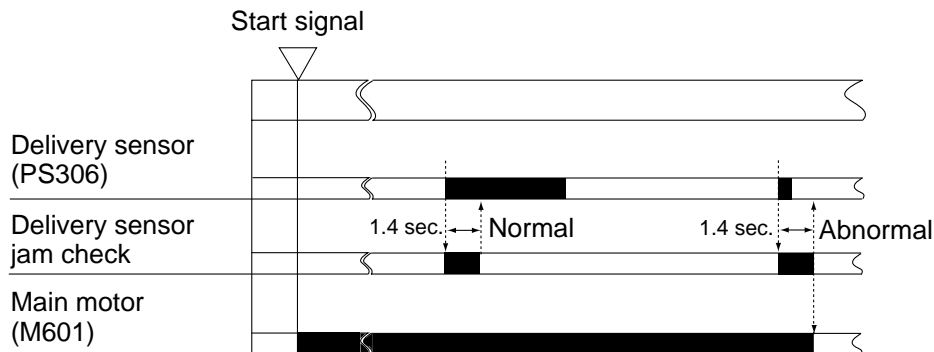 Start signal
Delivery sensor
(PS306)
Delivery sensor
jam check
1.4 sec.
Normal
1.4 sec.
Abnormal
Main motor
(M601)